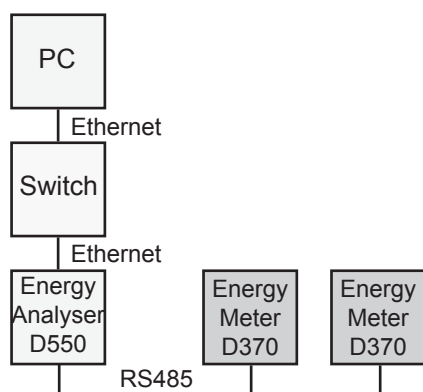 PC
Ethernet
Switch
Ethernet
Energy
Analyser
D550
Energy
Meter
D370
Energy
Meter
D370
RS485